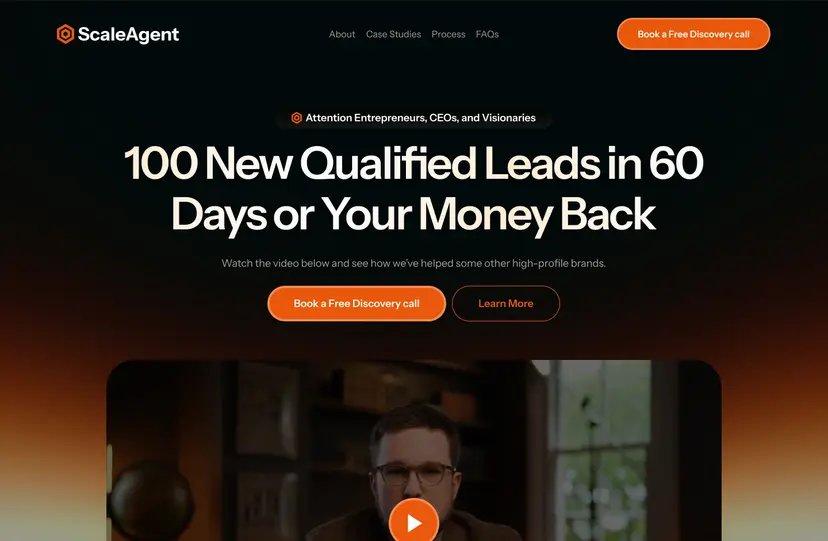 ScaleAgent
About Case Studies Process FAQs
Book a Free Discovery call
Attention Entrepreneurs, CEOs, and Visionaries
100 New Qualified Leads in 60
Days or Your Money Back
Watch the video below and see how we've helped some other high-profile brands.
Book a Free Discovery call
Learn More